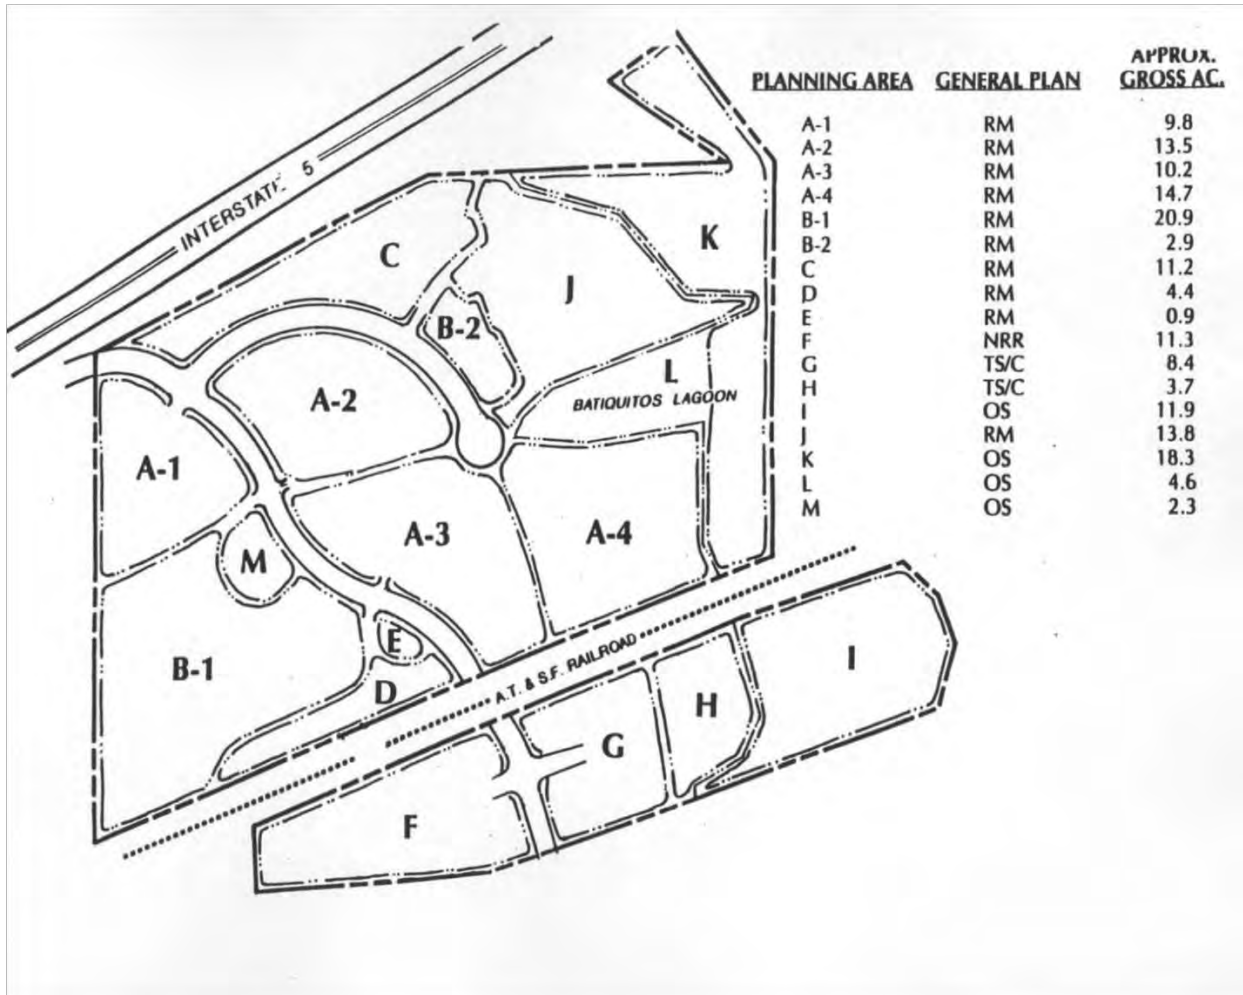 APPROX.
PLANNING AREA GENERAL PLAN GROSS AC.
A-1 RM 9.8
A-2 RM 13.5
A-3 RM 10.2
A-4 RM 14.7
B-1 RM 20.9
B-2 RM 2.9
C RM 11.2
D RM 4.4
E RM 0.9
F NRR 11.3
G TS/C 8.4
H TS/C 3.7
I OS 11.9
J RM 13.8
K OS 18.3
L OS 4.6
M OS 2.3
INTERSTATE 5
K
C
J
B-2
L
A-2
BATIQUITOS LAGOON
A-1
A-3
A-4
M
E
B-1
D
A.T. & S.F. RAILROAD
I
H
G
F